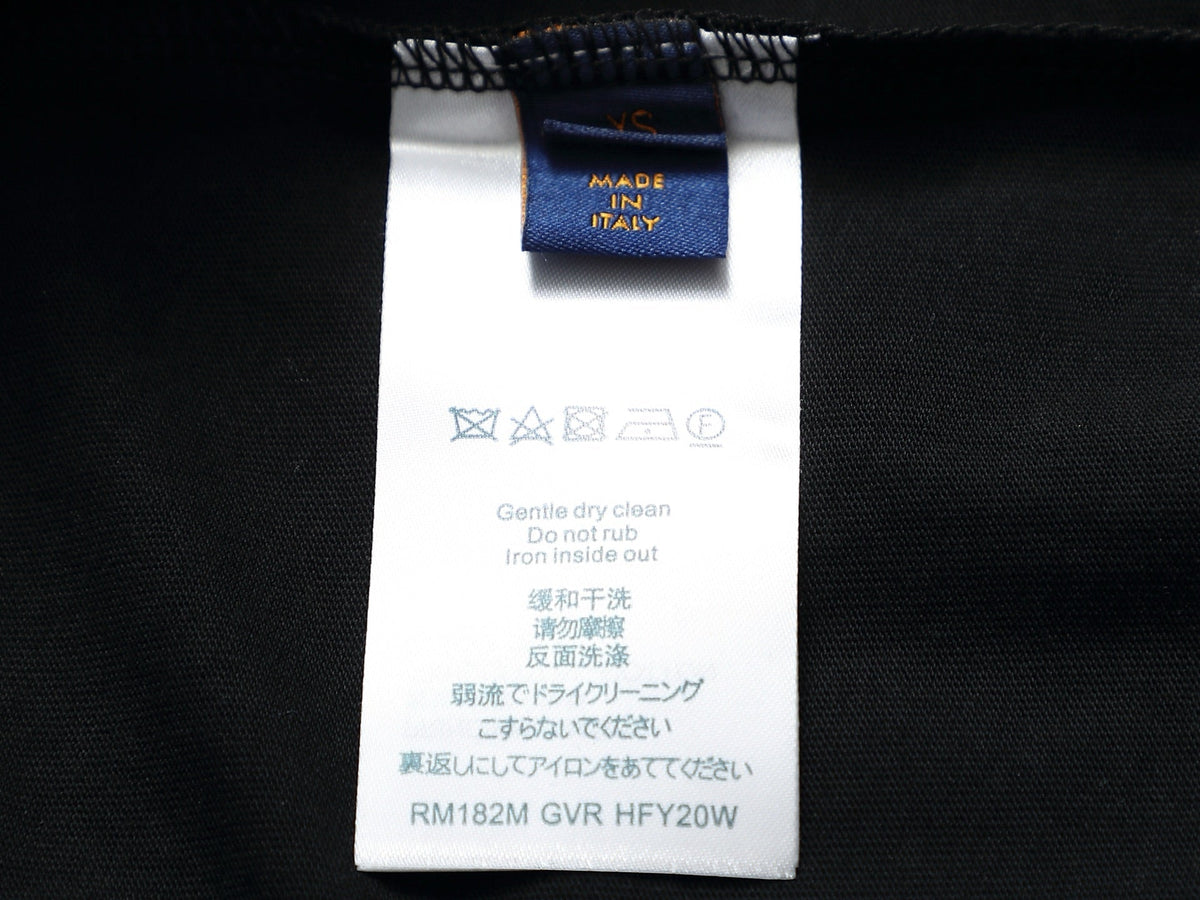 XS
MADE
IN
ITALY
F
Gentle dry clean
Do not rub
Iron inside out
缓和干洗
请勿摩擦
反面洗涤
弱流でドライクリーニング
こすらないでください
裏返しにしてアイロンをあててください
RM182M GVR HFY20W